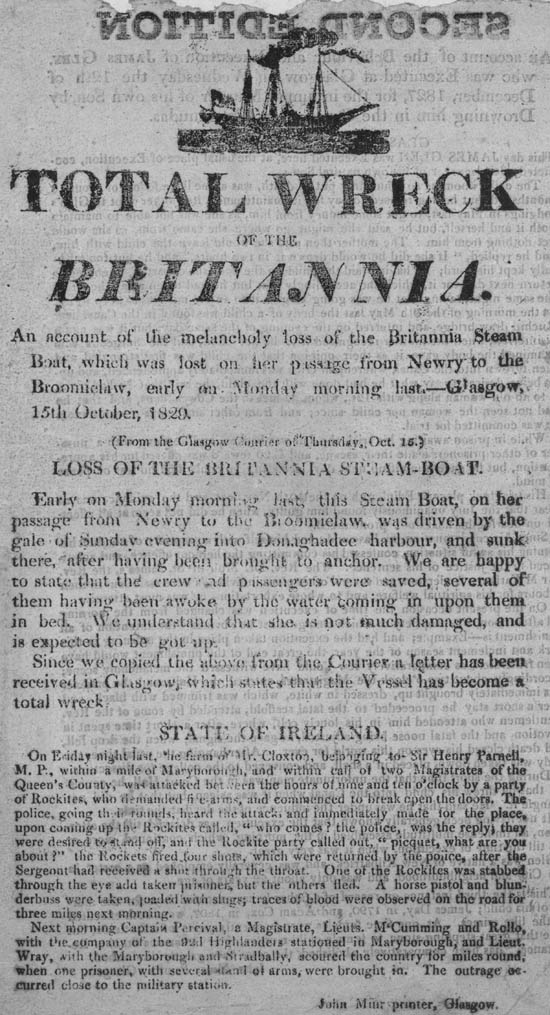 SECOND EDITION
TOTAL WRECK
OF THE
BRITANNIA.
An account of the melancholy loss of the Britannia Steam
Boat, which was lost on her passage from Newry to the
Broomielaw, early on Monday morning last.—Glasgow,
15th October, 1829.
(From the Glasgow Courier of Thursday, Oct. 15.)
LOSS OF THE BRITANNIA STEAM-BOAT.
Early on Monday morning last, this Steam Boat, on her
passage from Newry to the Broomielaw, was driven by the
gale of Sunday evening into Donaghadee harbour, and sunk
there, after having been brought to anchor. We are happy
to state that the crew and passengers were saved, several of
them having been awoke by the water coming in upon them
in bed. We understand that she is not much damaged, and
is expected to be got up.
Since we copied the above from the Courier a letter has been
received in Glasgow, which states that the Vessel has become a
total wreck.
STATE OF IRELAND.
On Friday night last, the farm of Mr. Cloxton, belonging to Sir Henry Parnell,
M. P., within a mile of Maryborough, and within call of two Magistrates of the
Queen's County, was attacked between the hours of nine and ten o'clock by a party
of Rockites, who demanded fire-arms, and commenced to break open the doors. The
police, going their rounds, heard the attack and immediately made for the place,
upon coming up the Rockites called, " who comes ? the police, was the reply; they
were desired to stand off, and the Rockite party called out, " picquet, what are you
about ?" the Rockets fired four shots, which were returned by the police, after the
Sergeant had received a shot through the throat. One of the Rockites was stabbed
through the eye add taken prisoner, but the others fled. A horse pistol and blun-
derbuss were taken, loaded with slugs; traces of blood were observed on the road for
three miles next morning.
Next morning Captain Percival, a Magistrate, Lieuts. M'Cumming and Rollo,
with the company of the Highlanders stationed in Maryborough, and Lieut.
Wray, with the Maryborough and Stradbally, scoured the country for miles round,
when one prisoner, with several stand of arms, were brought in. The outrage oc-
curred close to the military station.
John Muir printer, Glasgow.